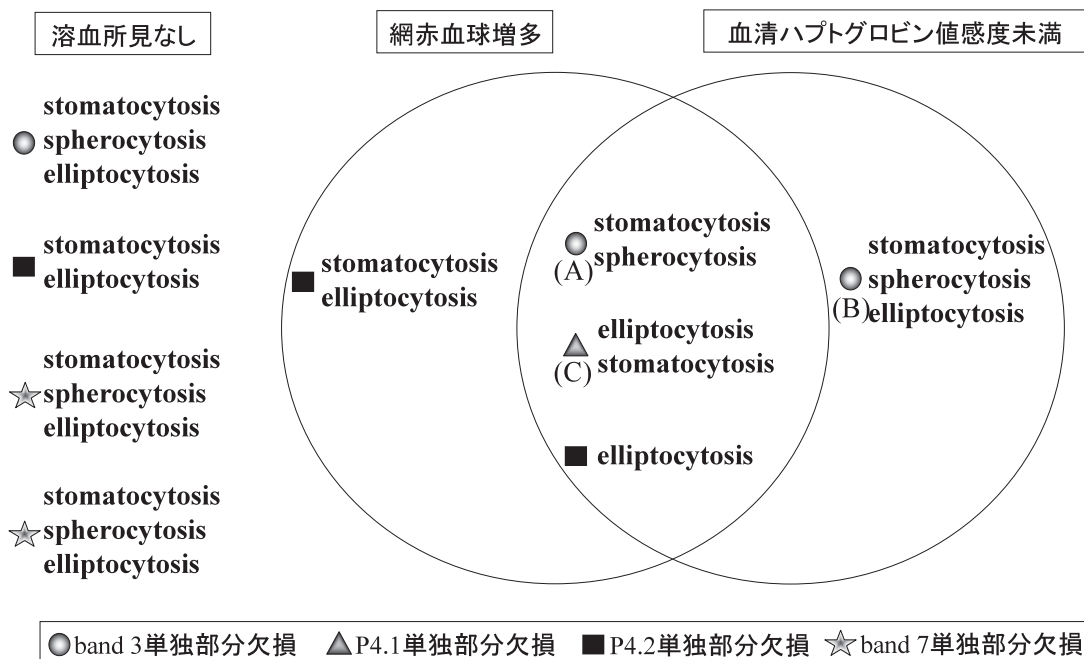 溶血所見なし
網赤血球増多
血清ハプトグロビン値感度未満
stomatocytosis
spherocytosis
elliptocytosis
stomatocytosis
elliptocytosis
stomatocytosis
spherocytosis
elliptocytosis
stomatocytosis
spherocytosis
elliptocytosis
stomatocytosis
elliptocytosis
stomatocytosis
spherocytosis
(A)
elliptocytosis
stomatocytosis
(C)
elliptocytosis
stomatocytosis
spherocytosis
elliptocytosis
(B)
band 3単独部分欠損 P4.1単独部分欠損 P4.2単独部分欠損 band 7単独部分欠損